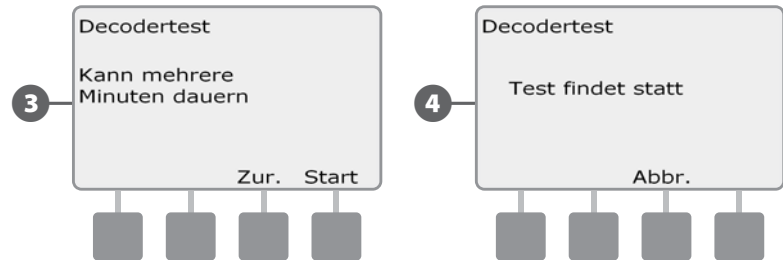 Decodertest
Kann mehrere
Minuten dauern
Zur. Start
3
Decodertest
Test findet statt
Abbr.
4